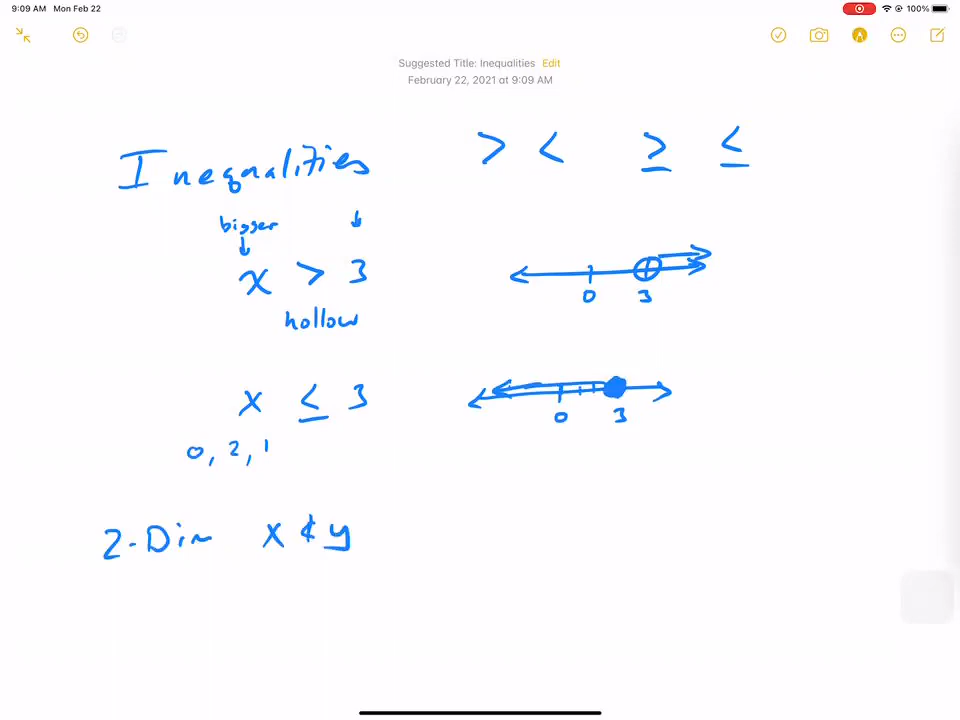 9:09 AM Mon Feb 22
100%
Suggested Title: Inequalities Edit
February 22, 2021 at 9:09 AM
Inequalities > < ≥ ≤
bigger
x > 3
0 3
hollow
x ≤ 3
0 3
0, 2, 1
2-Dim x & y